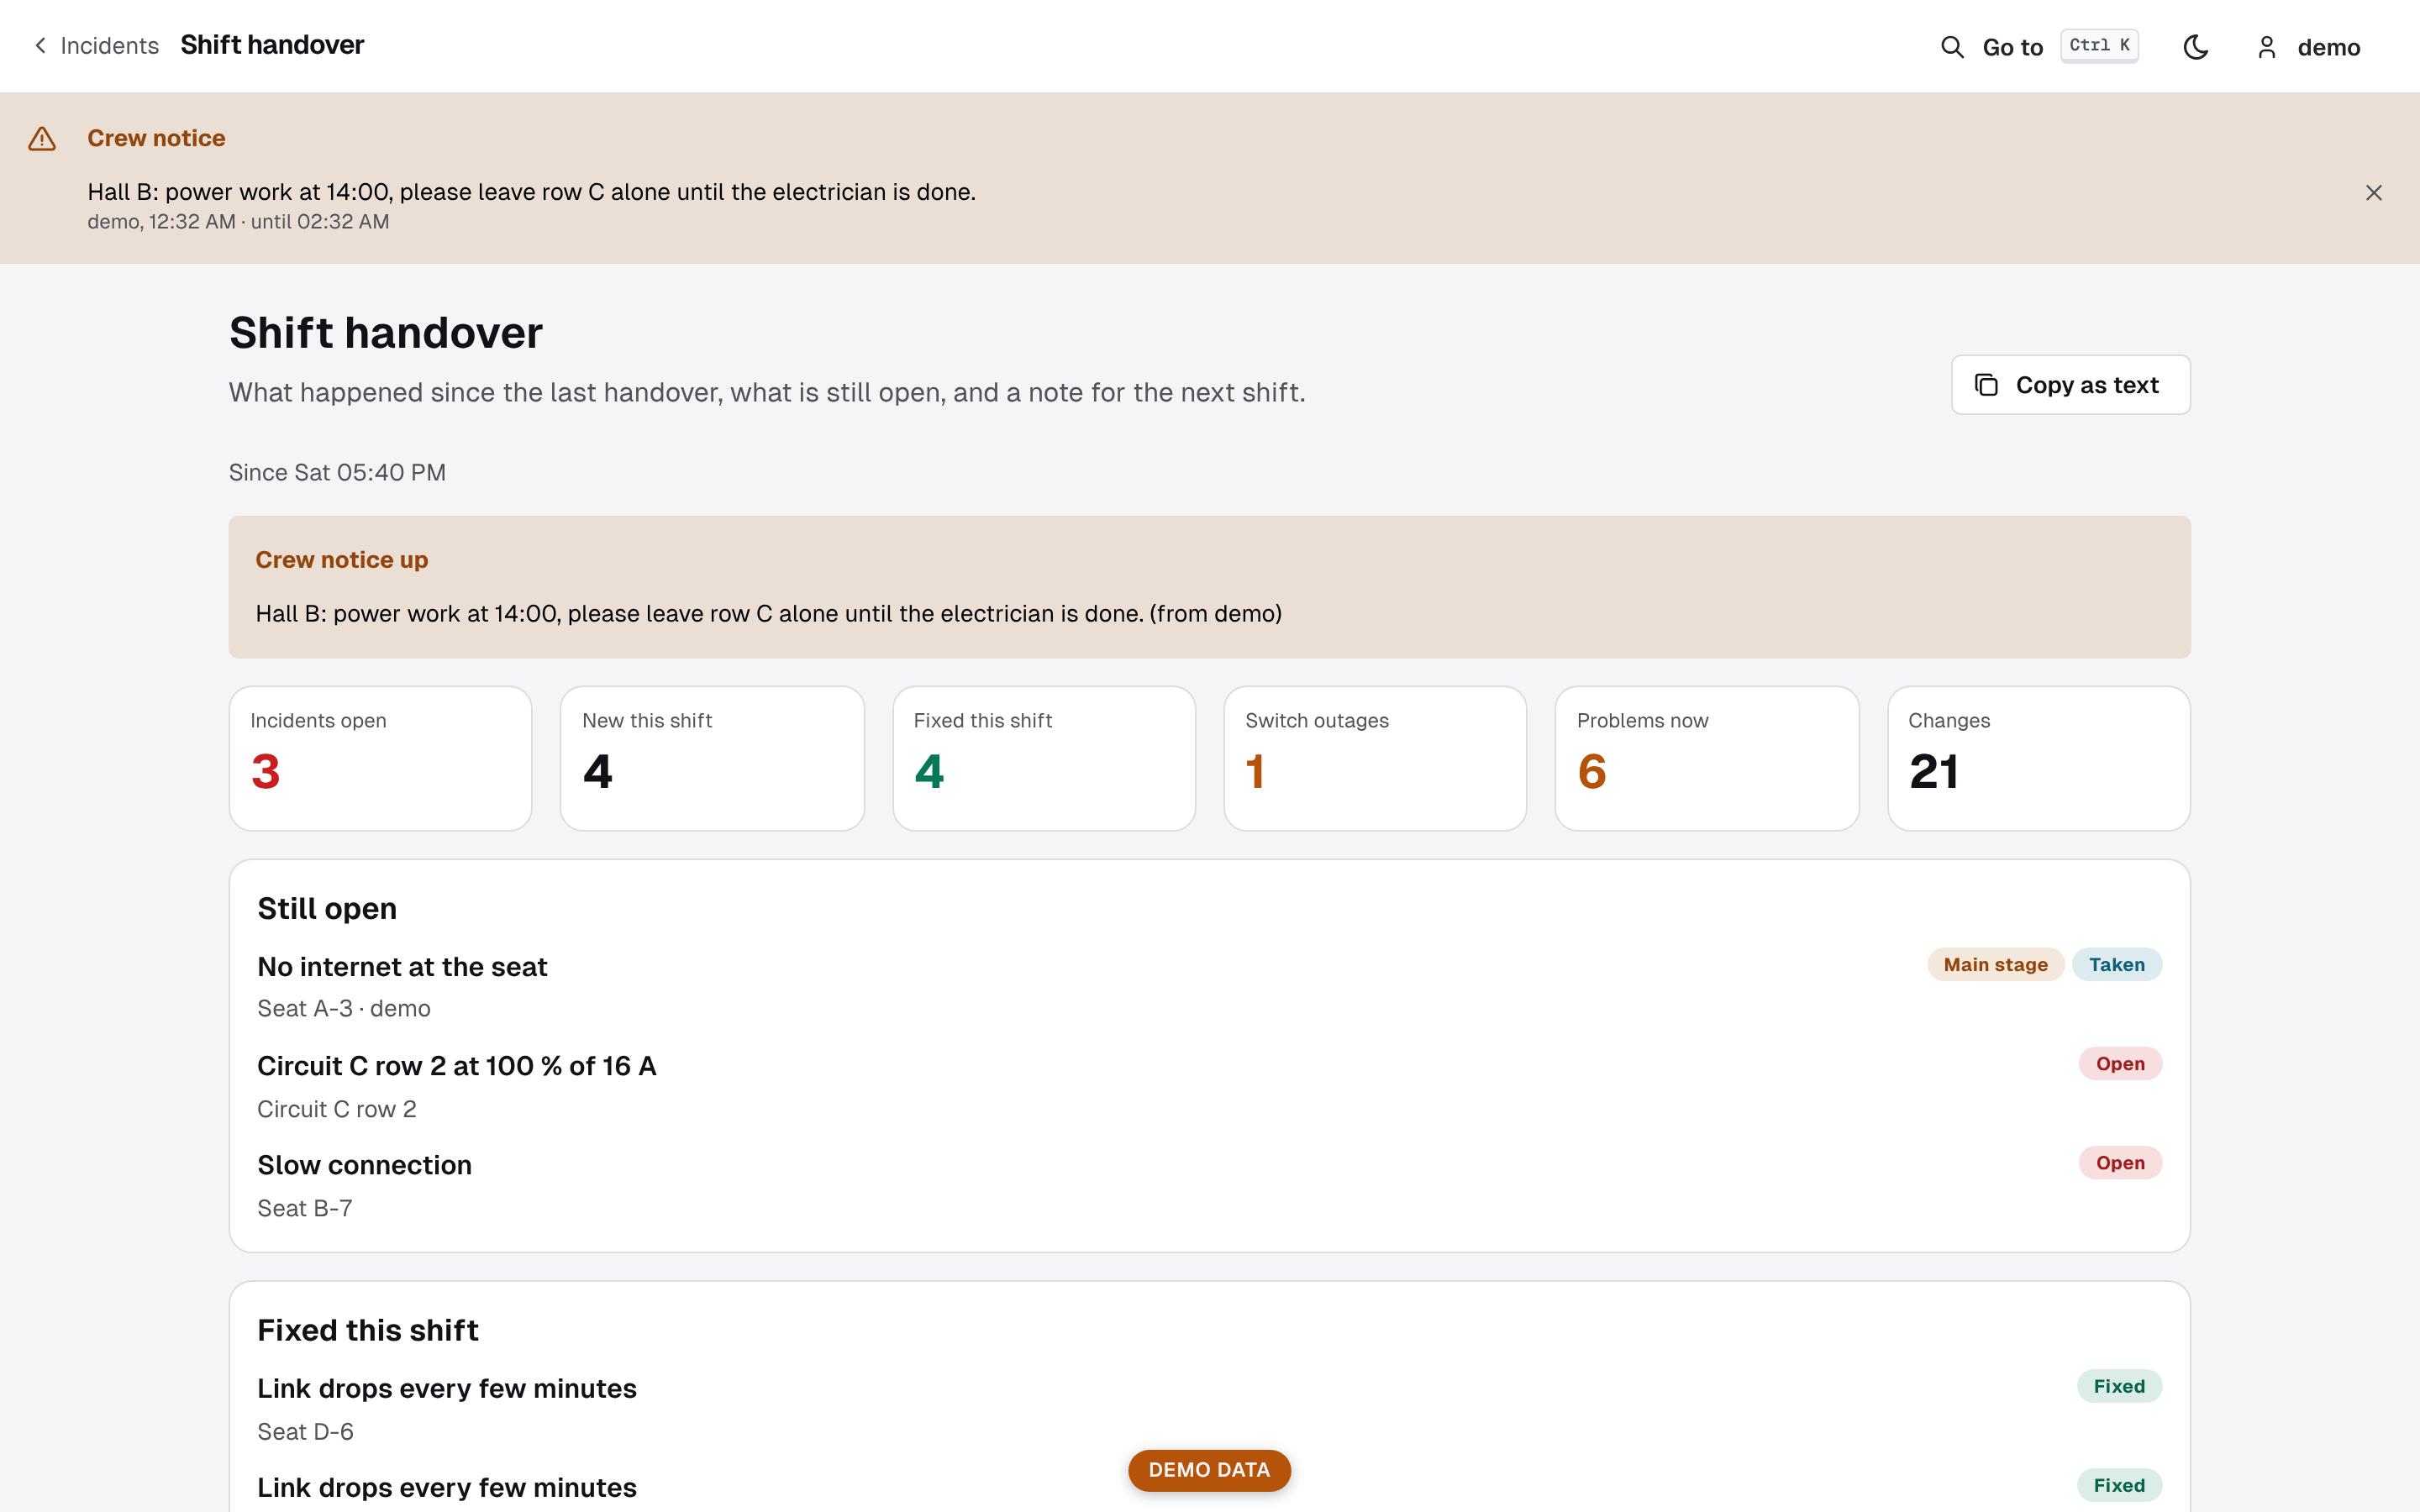 Incidents Shift handover Go to Ctrl K demo
Crew notice
Hall B: power work at 14:00, please leave row C alone until the electrician is done.
demo, 12:32 AM · until 02:32 AM
Shift handover
What happened since the last handover, what is still open, and a note for the next shift.
Copy as text
Since Sat 05:40 PM
Crew notice up
Hall B: power work at 14:00, please leave row C alone until the electrician is done. (from demo)
Incidents open
3
New this shift
4
Fixed this shift
4
Switch outages
1
Problems now
6
Changes
21
Still open
No internet at the seat
Main stage Taken
Seat A-3 · demo
Circuit C row 2 at 100 % of 16 A
Open
Circuit C row 2
Slow connection
Open
Seat B-7
Fixed this shift
Link drops every few minutes
Fixed
Seat D-6
Link drops every few minutes
Fixed
DEMO DATA